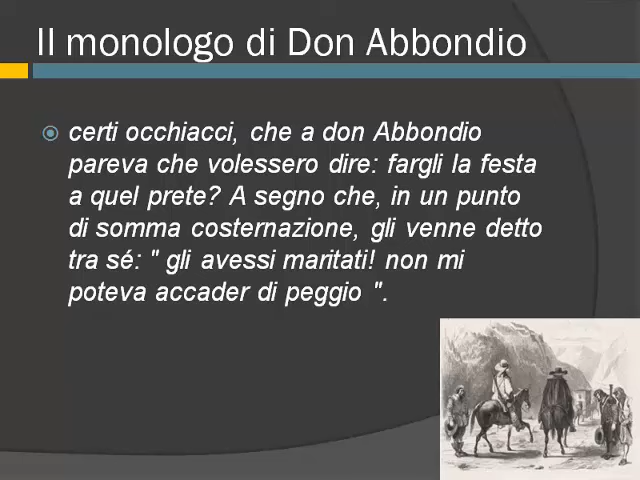 Il monologo di Don Abbondio
certi occhiacci, che a don Abbondio
pareva che volessero dire: fargli la festa
a quel prete? A segno che, in un punto
di somma costernazione, gli venne detto
tra sé: " gli avessi maritati! non mi
poteva accader di peggio ".